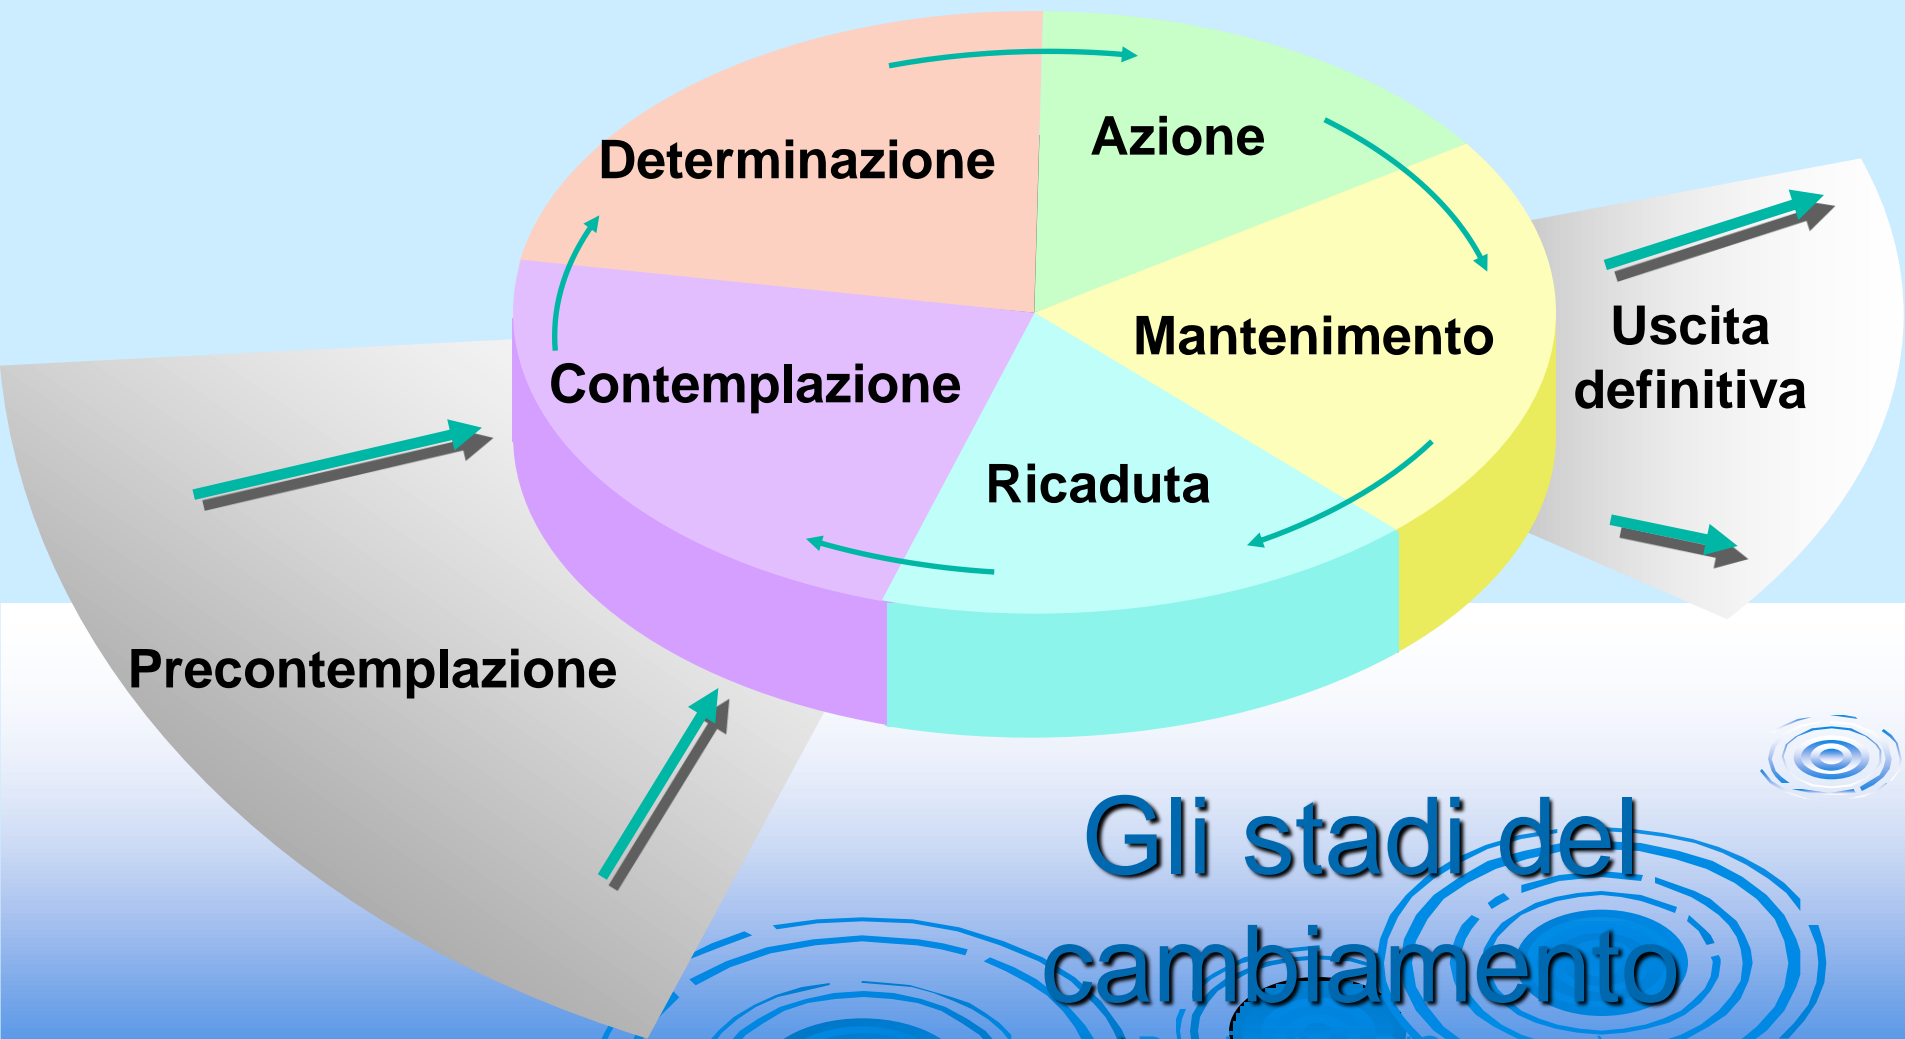 Determinazione
Azione
Mantenimento
Uscita
definitiva
Contemplazione
Ricaduta
Precontemplazione
Gli stadi del
cambiamento